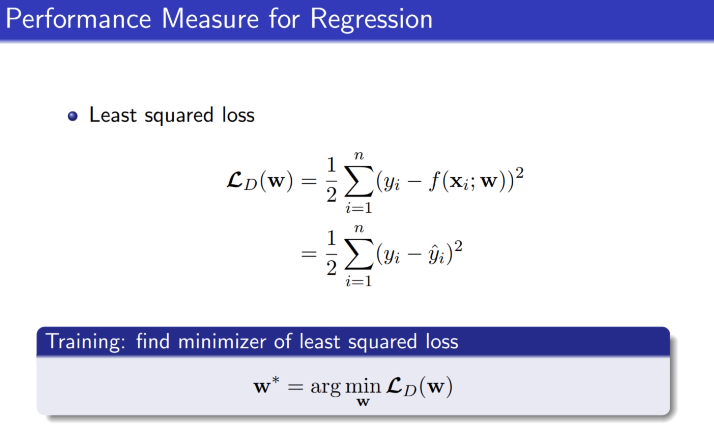 Performance Measure for Regression
Least squared loss
$\mathcal{L}_D(\mathbf{w}) = \frac{1}{2} \sum_{i=1}^{n} (y_i - f(\mathbf{x}_i; \mathbf{w}))^2$
$= \frac{1}{2} \sum_{i=1}^{n} (y_i - \hat{y}_i)^2$
Training: find minimizer of least squared loss
$\mathbf{w}^* = \arg\min_{\mathbf{w}} \mathcal{L}_D(\mathbf{w})$